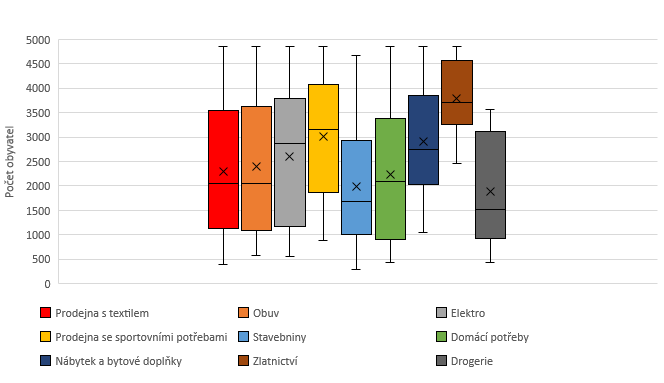 5000
4500
4000
3500
3000
2500
2000
1500
1000
500
0
Počet obyvatel
Prodejna s textilem
Obuv
Elektro
Prodejna se sportovními potřebami
Stavebniny
Domácí potřeby
Nábytek a bytové doplňky
Zlatnictví
Drogerie